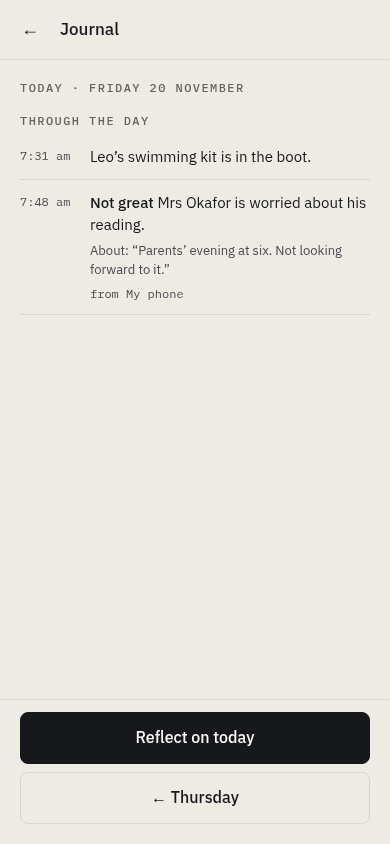 ← Journal
TODAY · FRIDAY 20 NOVEMBER
THROUGH THE DAY
7:31 am Leo’s swimming kit is in the boot.
7:48 am Not great Mrs Okafor is worried about his
reading.
About: “Parents’ evening at six. Not looking
forward to it.”
from My phone
Reflect on today
← Thursday